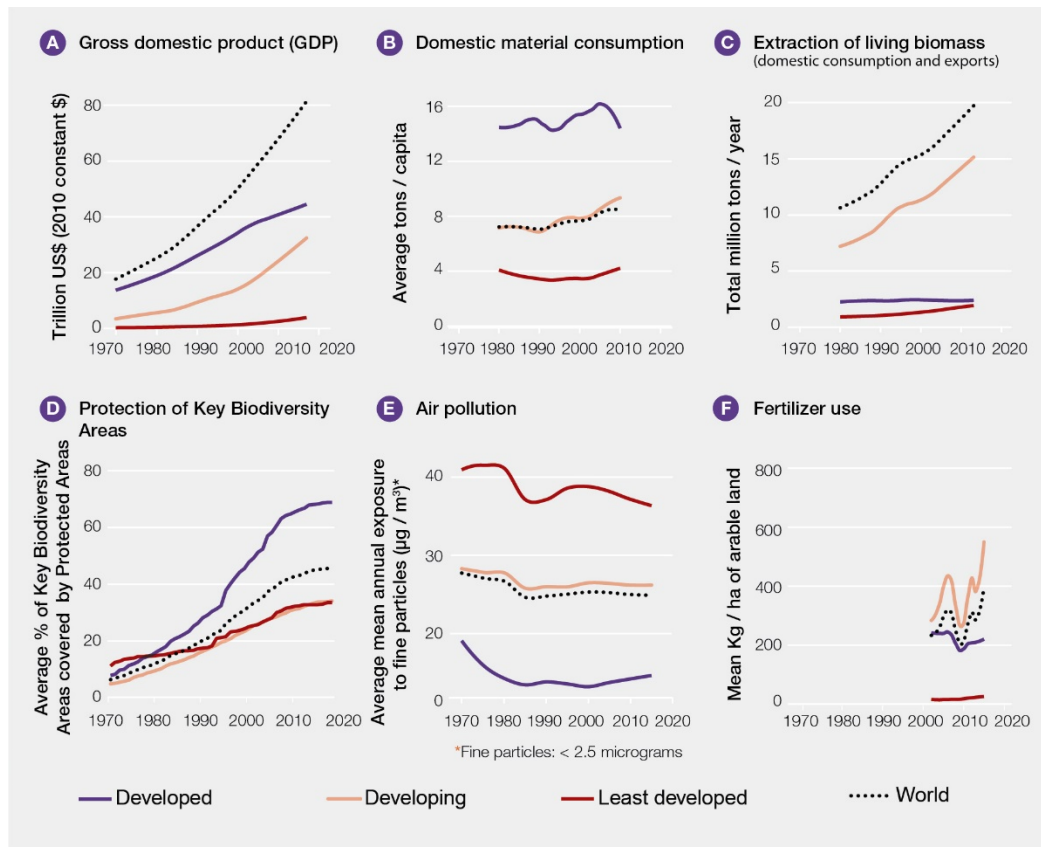 A Gross domestic product (GDP)
Trillion US$ (2010 constant $)
80
60
40
20
0
1970 1980 1990 2000 2010 2020
B Domestic material consumption
Average tons / capita
16
12
8
4
0
1970 1980 1990 2000 2010 2020
C Extraction of living biomass
(domestic consumption and exports)
Total million tons / year
20
15
10
5
0
1970 1980 1990 2000 2010 2020
D Protection of Key Biodiversity
Areas
Average % of Key Biodiversity
Areas covered by Protected Areas
80
60
40
20
0
1970 1980 1990 2000 2010 2020
E Air pollution
Average mean annual exposure
to fine particles (µg / m³)*
40
30
20
0
1970 1980 1990 2000 2010 2020
*Fine particles: < 2.5 micrograms
F Fertilizer use
Mean Kg / ha of arable land
800
600
400
200
0
1970 1980 1990 2000 2010 2020
Developed Developing Least developed World